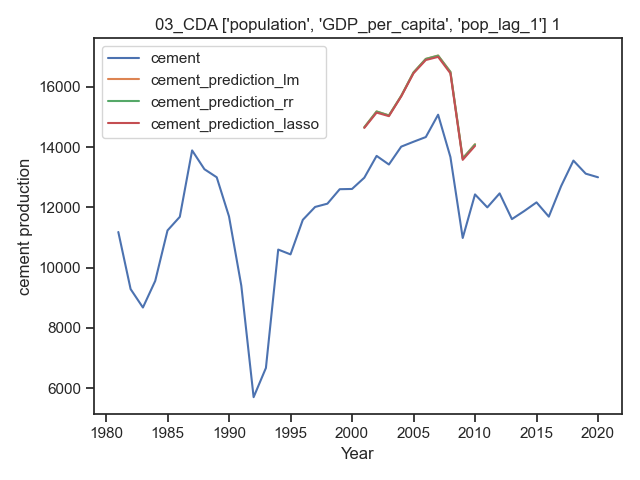 03_CDA ['population', 'GDP_per_capita', 'pop_lag_1'] 1
cement
cement_prediction_lm
cement_prediction_rr
cement_prediction_lasso
cement production
16000
14000
12000
10000
8000
6000
1980
1985
1990
1995
2000
2005
2010
2015
2020
Year